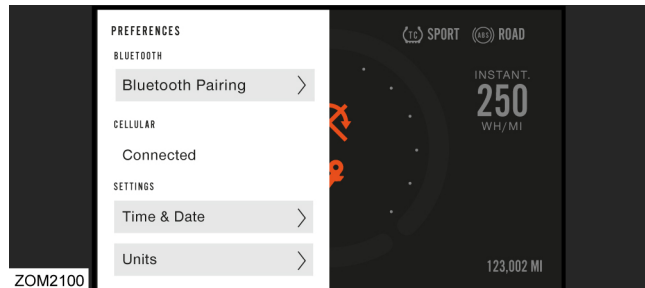 PREFERENCES
BLUETOOTH
Bluetooth Pairing
CELLULAR
Connected
SETTINGS
Time & Date
Units
TC SPORT
ABS ROAD
INSTANT.
250
WH/MI
123,002 MI
ZOM2100